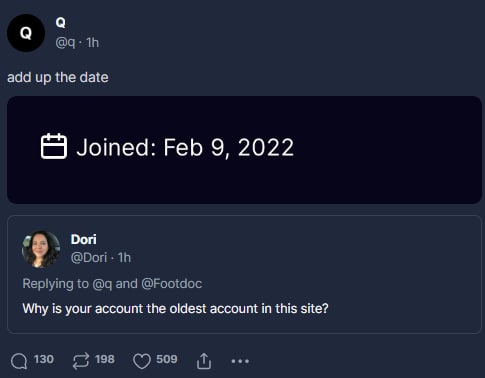 Q
Q
@q · 1h
add up the date
Joined: Feb 9, 2022
Dori
@Dori · 1h
Replying to @q and @Footdoc
Why is your account the oldest account in this site?
130 198 509